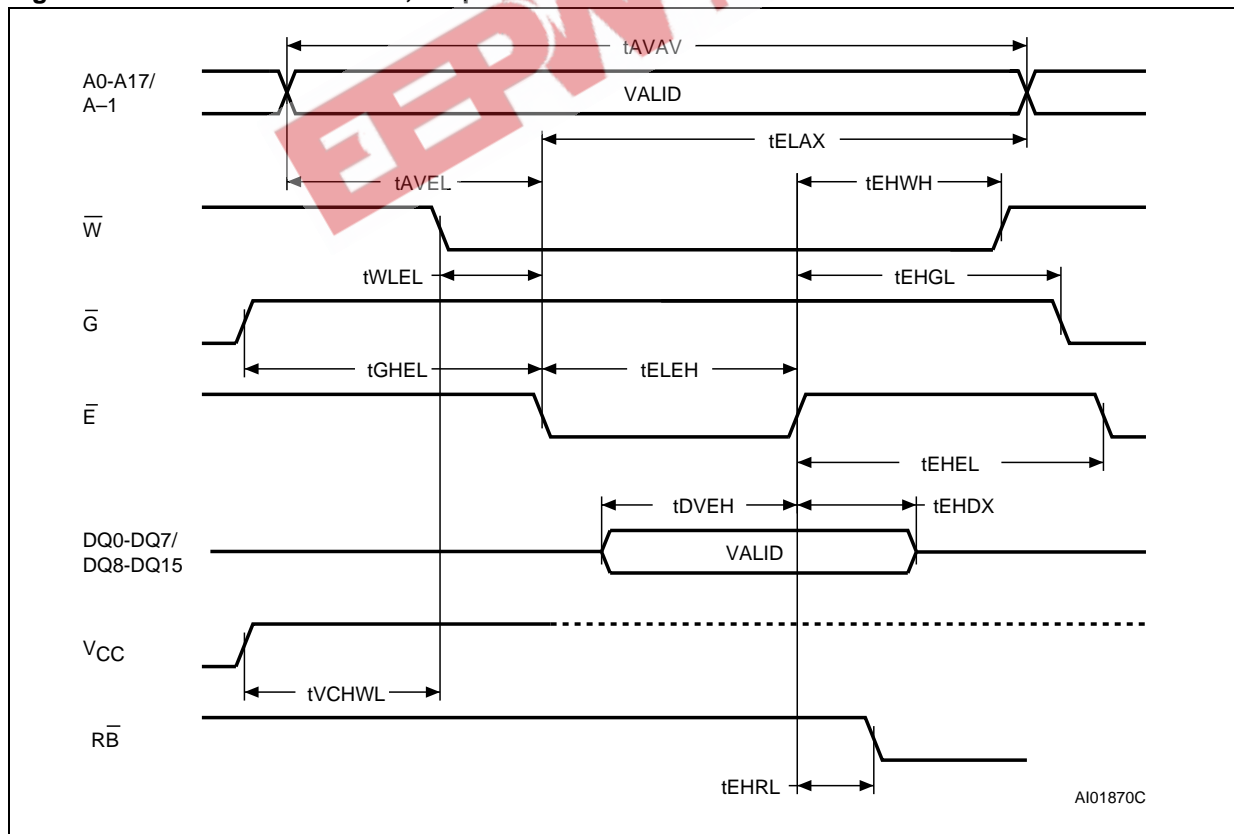 tAVAV
A0-A17/
A–1
VALID
tELAX
tAVEL
tEHWH
W̅
tWLEL
tEHGL
G̅
tGHEL
tELEH
E̅
tEHEL
tDVEH
tEHDX
DQ0-DQ7/
DQ8-DQ15
VALID
VCC
tVCHWL
RB̅
tEHRL
AI01870C